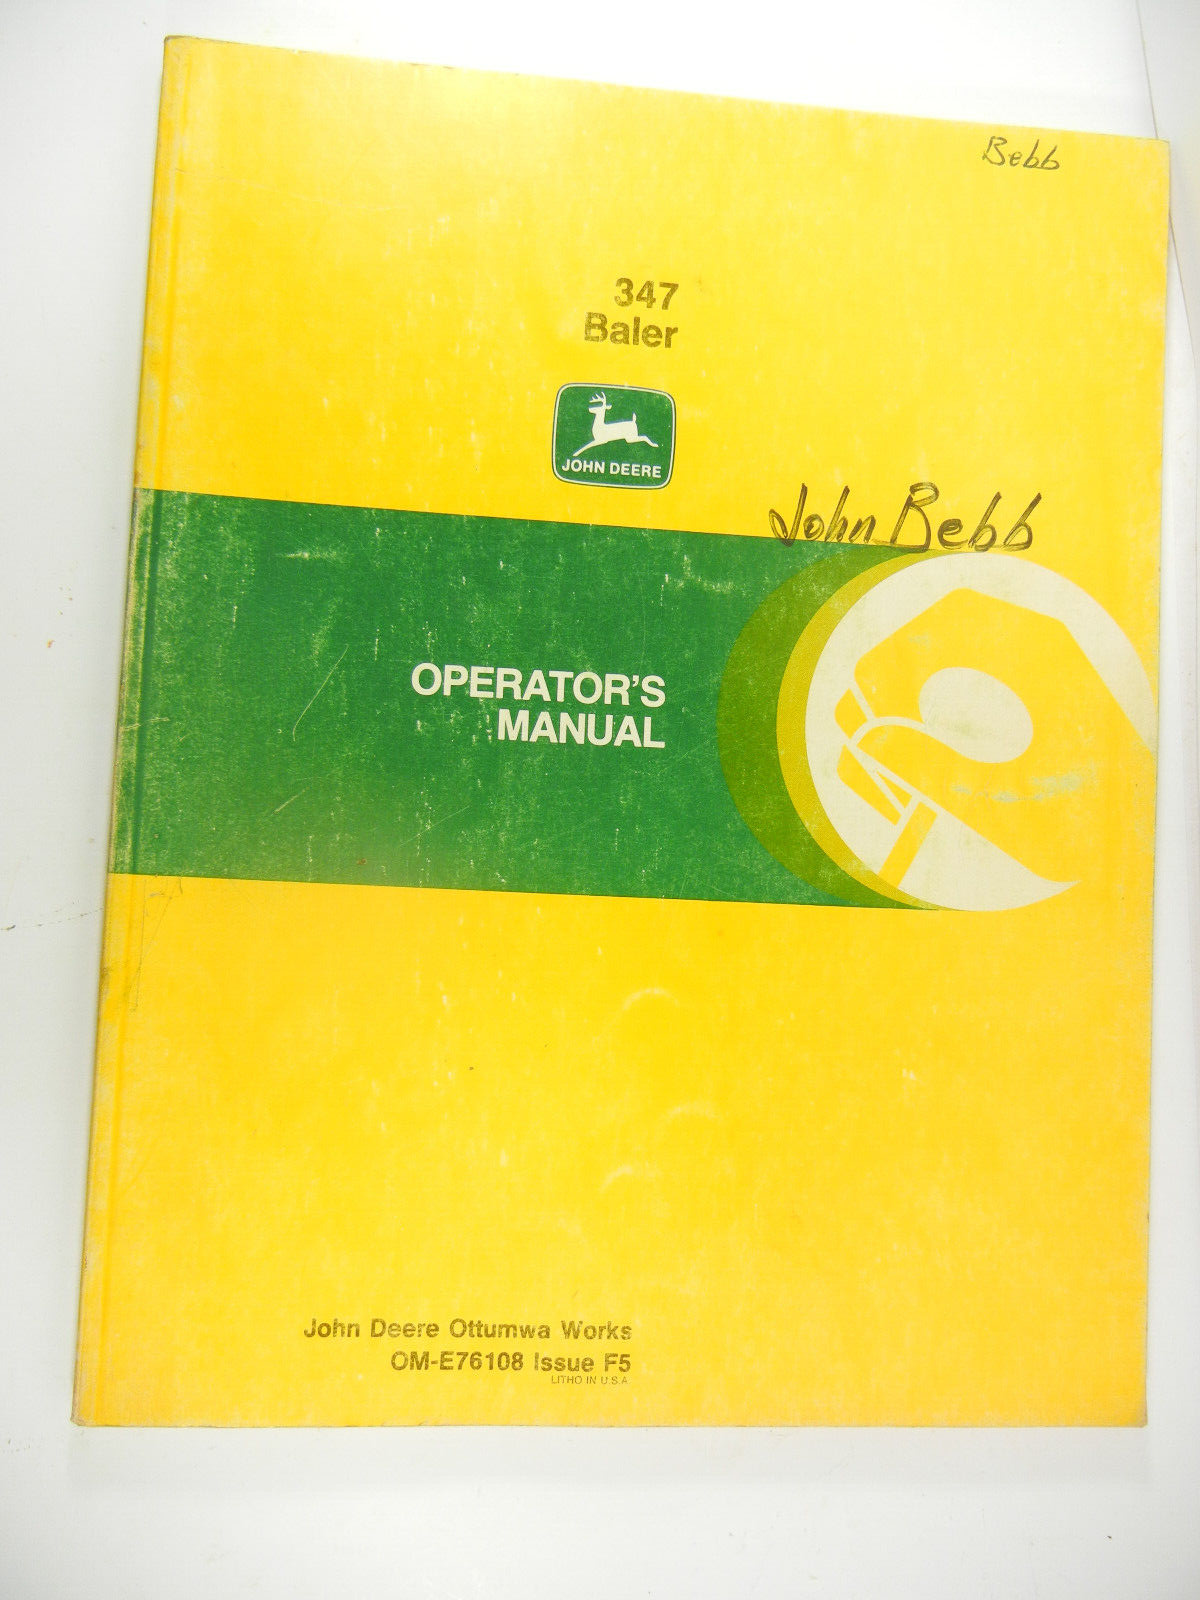 Bebb
347
Baler
JOHN DEERE
John Bebb
OPERATOR'S
MANUAL
John Deere Ottumwa Works
OM-E76108 Issue F5
LITHO IN U.S.A